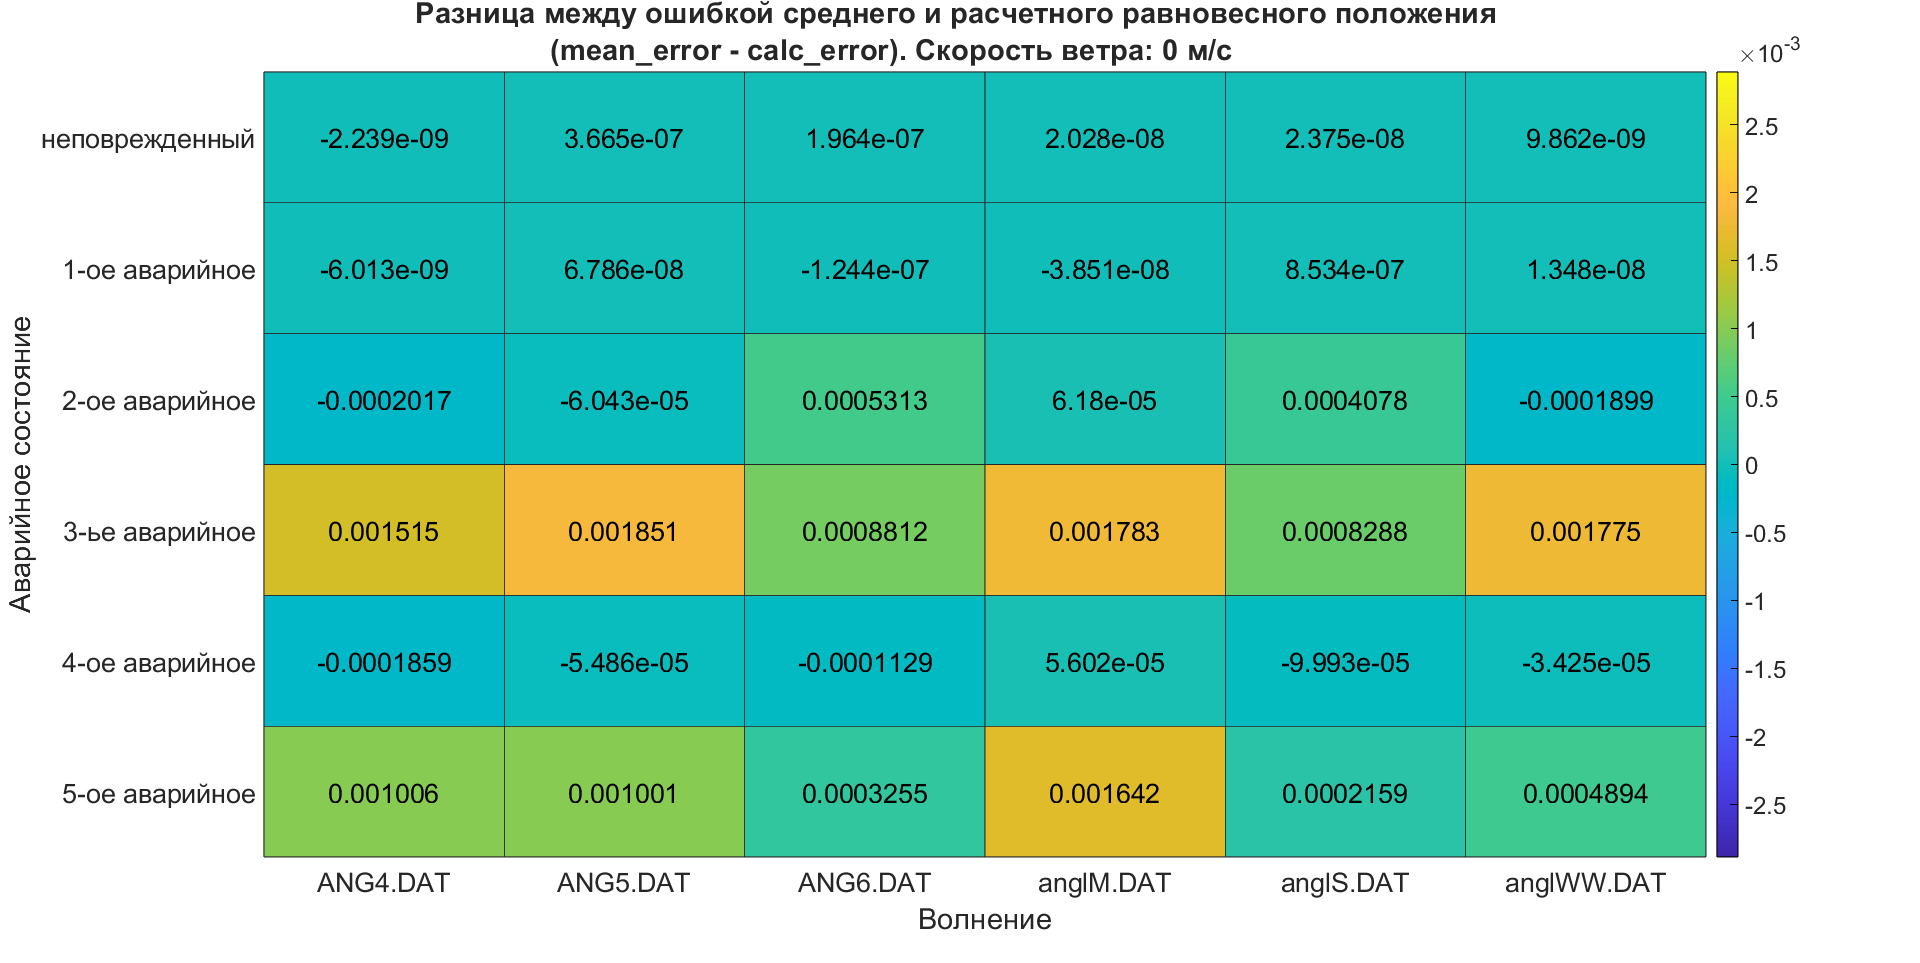 Разница между ошибкой среднего и расчетного равновесного положения
(mean_error - calc_error). Скорость ветра: 0 м/с
×10-3
неповрежденный -2.239e-09 3.665e-07 1.964e-07 2.028e-08 2.375e-08 9.862e-09
1-ое аварийное -6.013e-09 6.786e-08 -1.244e-07 -3.851e-08 8.534e-07 1.348e-08
2-ое аварийное -0.0002017 -6.043e-05 0.0005313 6.18e-05 0.0004078 -0.0001899
3-ье аварийное 0.001515 0.001851 0.0008812 0.001783 0.0008288 0.001775
4-ое аварийное -0.0001859 -5.486e-05 -0.0001129 5.602e-05 -9.993e-05 -3.425e-05
5-ое аварийное 0.001006 0.001001 0.0003255 0.001642 0.0002159 0.0004894
ANG4.DAT ANG5.DAT ANG6.DAT anglM.DAT anglS.DAT anglWW.DAT
Волнение
Аварийное состояние
2.5
2
1.5
1
0.5
0
-0.5
-1
-1.5
-2
-2.5